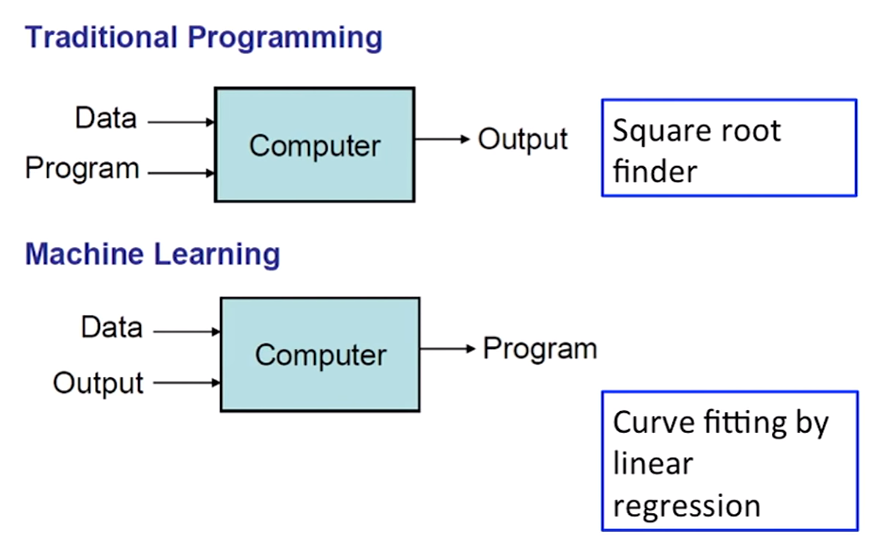 Traditional Programming
Data
Program
Computer
Output
Square root
finder
Machine Learning
Data
Output
Computer
Program
Curve fitting by
linear
regression